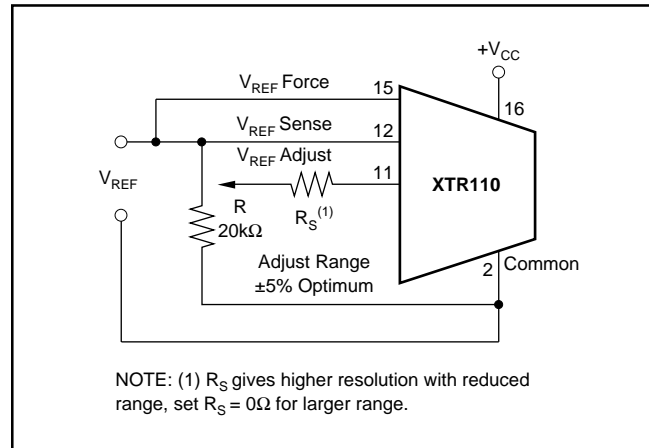 +V_CC
V_REF Force
15
16
V_REF Sense
12
V_REF Adjust
11
XTR110
V_REF
R
20kΩ
R_S^(1)
Adjust Range
±5% Optimum
2
Common
NOTE: (1) R_S gives higher resolution with reduced
range, set R_S = 0Ω for larger range.